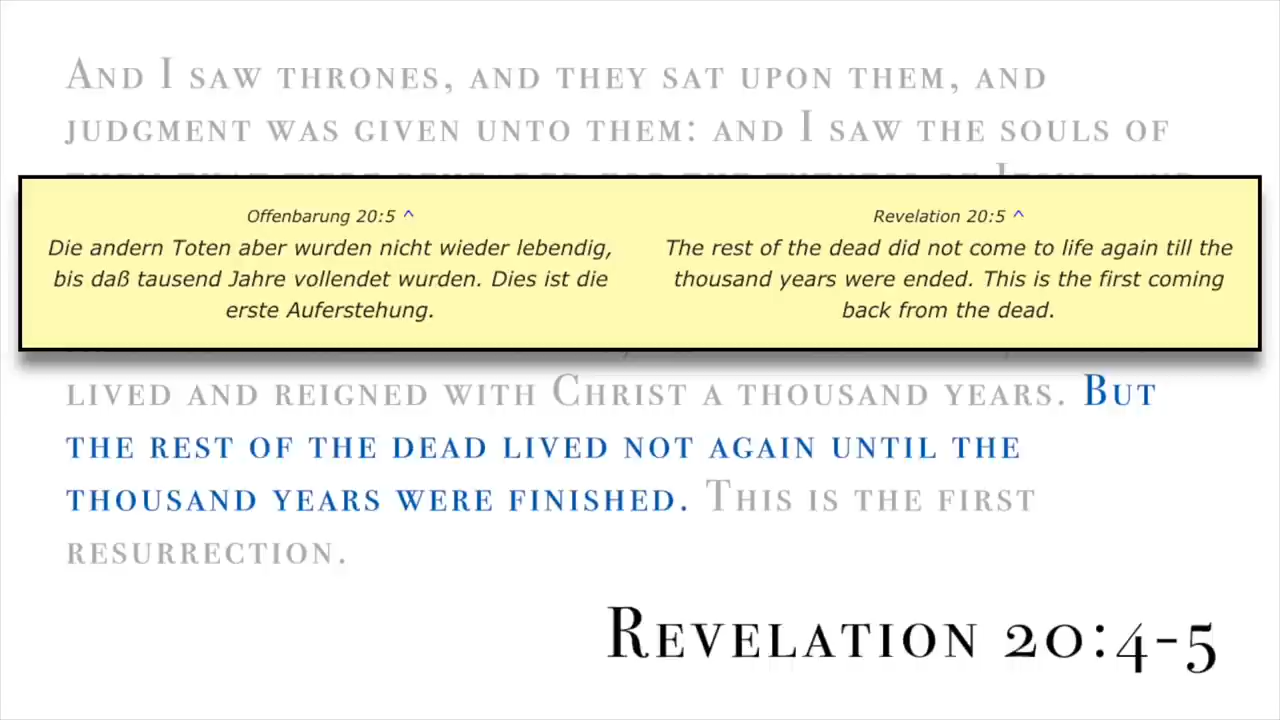 And I saw thrones, and they sat upon them, and
judgment was given unto them: and I saw the souls of
Offenbarung 20:5 ^
Die andern Toten aber wurden nicht wieder lebendig,
bis daß tausend Jahre vollendet wurden. Dies ist die
erste Auferstehung.
Revelation 20:5 ^
The rest of the dead did not come to life again till the
thousand years were ended. This is the first coming
back from the dead.
lived and reigned with Christ a thousand years. But
the rest of the dead lived not again until the
thousand years were finished. This is the first
resurrection.
Revelation 20:4-5